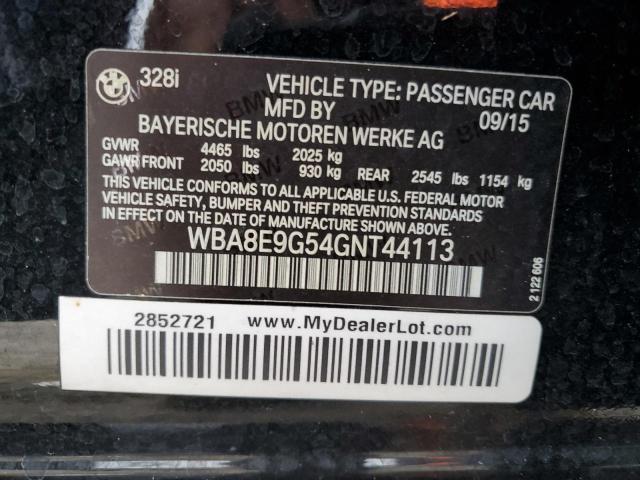 328i VEHICLE TYPE: PASSENGER CAR
MFD BY 09/15
BAYERISCHE MOTOREN WERKE AG
GVWR 4465 lbs 2025 kg
GAWR FRONT 2050 lbs 930 kg REAR 2545 lbs 1154 kg
THIS VEHICLE CONFORMS TO ALL APPLICABLE U.S. FEDERAL MOTOR
VEHICLE SAFETY, BUMPER, AND THEFT PREVENTION STANDARDS
IN EFFECT ON THE DATE OF MANUFACTURE SHOWN ABOVE.
WBA8E9G54GNT44113
2 122 606
2852721 www.MyDealerLot.com